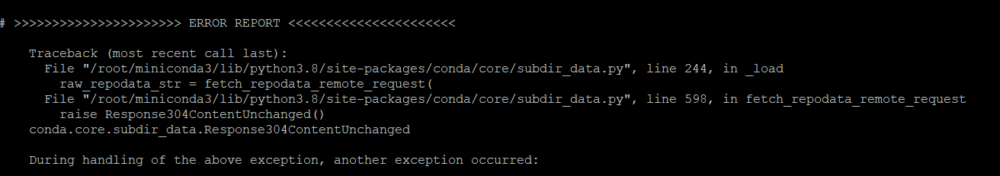 # >>>>>>>>>>>>>>>>>>>>>> ERROR REPORT <<<<<<<<<<<<<<<<<<<<<<
Traceback (most recent call last):
File "/root/miniconda3/lib/python3.8/site-packages/conda/core/subdir_data.py", line 244, in _load
raw_repodata_str = fetch_repodata_remote_request(
File "/root/miniconda3/lib/python3.8/site-packages/conda/core/subdir_data.py", line 598, in fetch_repodata_remote_request
raise Response304ContentUnchanged()
conda.core.subdir_data.Response304ContentUnchanged
During handling of the above exception, another exception occurred: